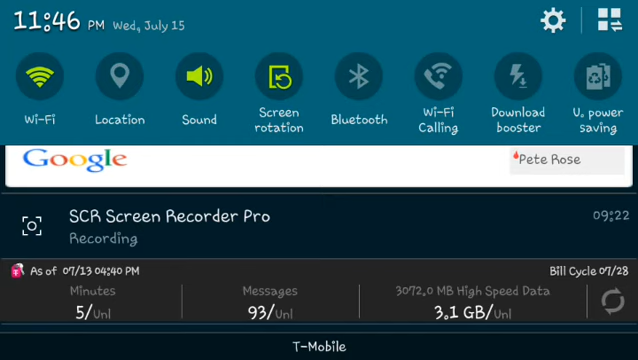 11:46 PM Wed, July 15
Wi-Fi
Location
Sound
Screen rotation
Bluetooth
Wi-Fi Calling
Download booster
U. power saving
Google
Pete Rose
SCR Screen Recorder Pro 09:22
Recording
As of 07/13 04:40 PM Bill Cycle 07/28
Minutes Messages 3072.0 MB High Speed Data
5/Unl 93/Unl 3.1 GB/Unl
T-Mobile